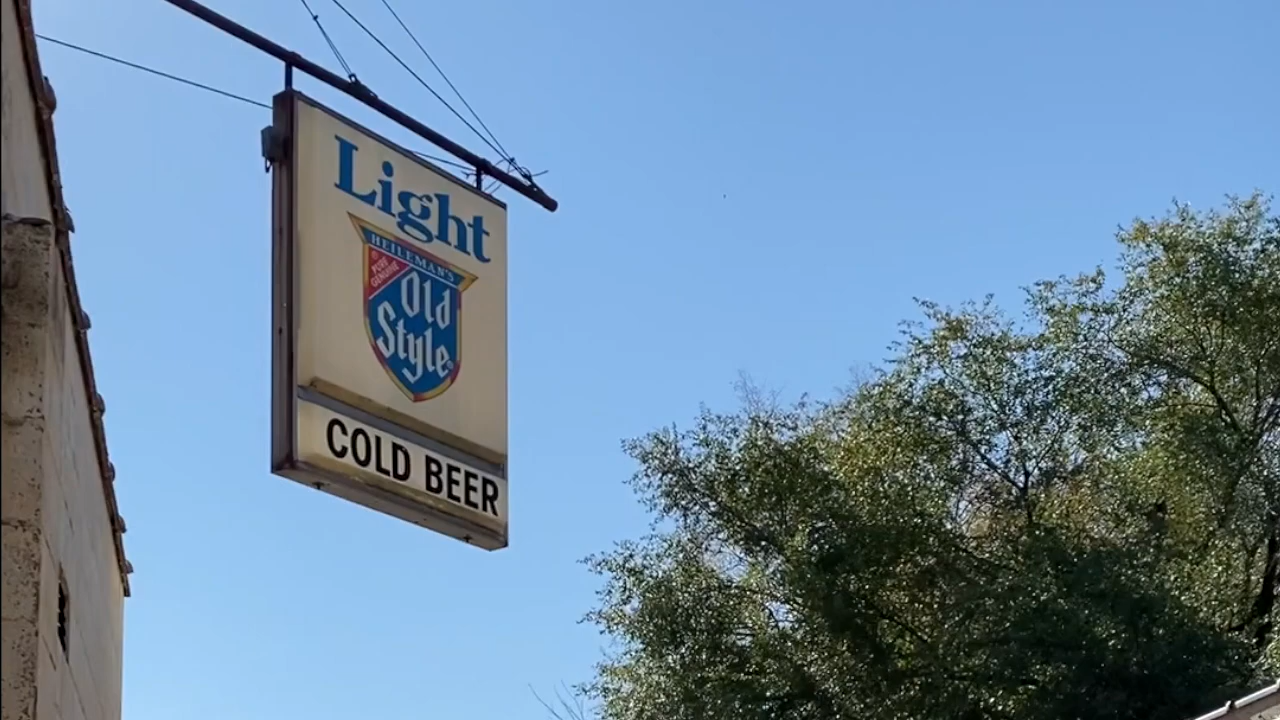 Light
HEILEMAN'S
PURE
GENUINE
Old
Style
COLD BEER